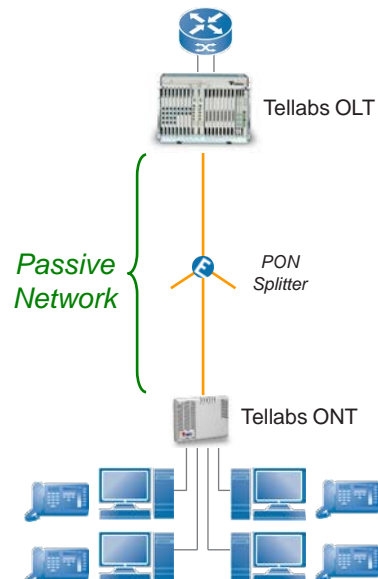 Tellabs OLT
Passive
Network
PON
Splitter
Tellabs ONT